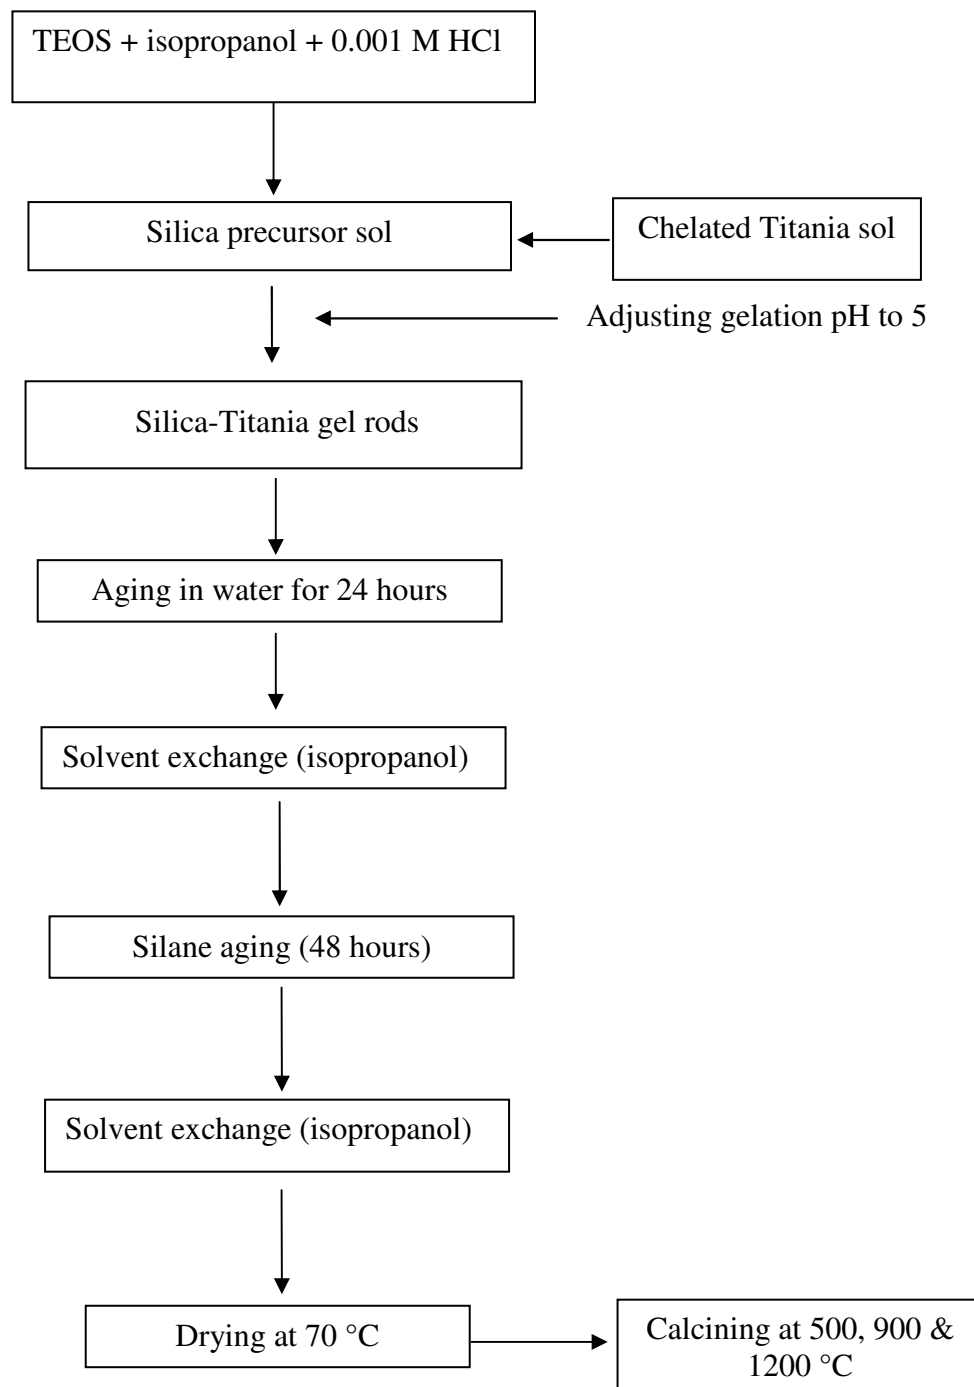 TEOS + isopropanol + 0.001 M HCl
Silica precursor sol
Chelated Titania sol
Adjusting gelation pH to 5
Silica-Titania gel rods
Aging in water for 24 hours
Solvent exchange (isopropanol)
Silane aging (48 hours)
Solvent exchange (isopropanol)
Drying at 70 °C
Calcining at 500, 900 &
1200 °C